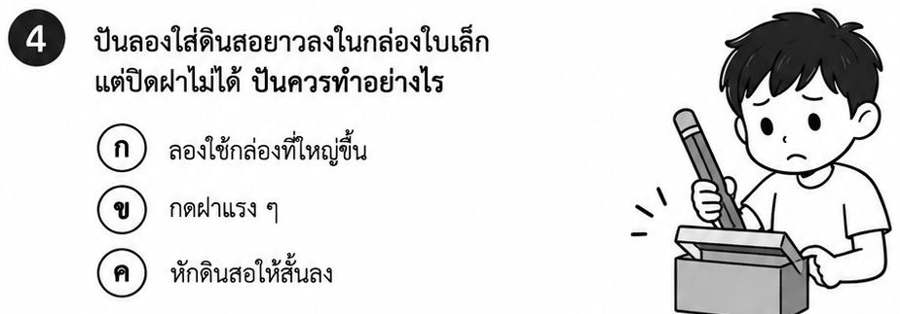 4
ปันลองใส่ดินสอยาวลงในกล่องใบเล็ก
แต่ปิดฝาไม่ได้ ปันควรทำอย่างไร
ก ลองใช้กล่องที่ใหญ่ขึ้น
ข กดฝาแรง ๆ
ค หักดินสอให้สั้นลง